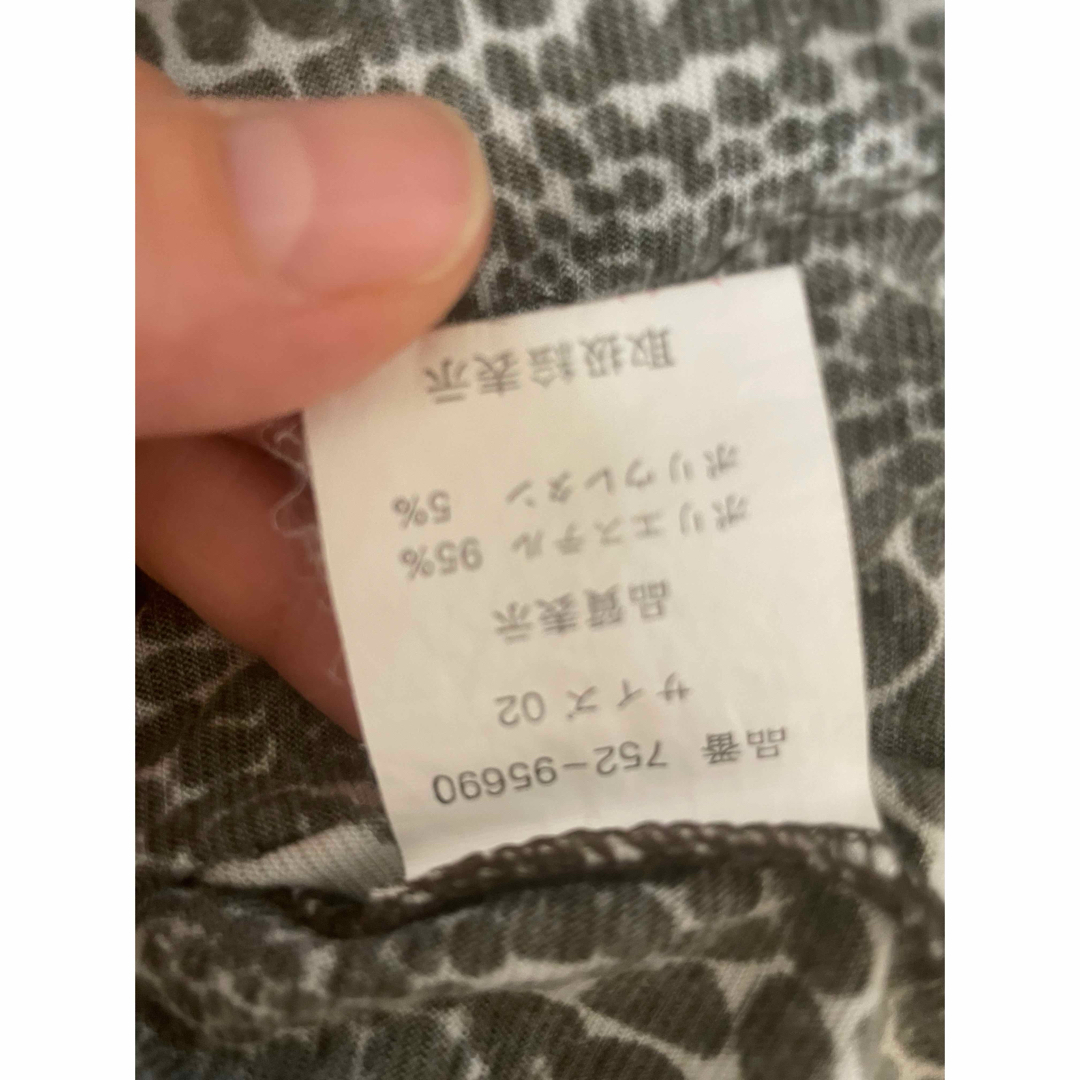 品番 752-95690
サイズ 02
品質表示
ポリエステル 95%
ポリウレタン 5%
取扱絵表示